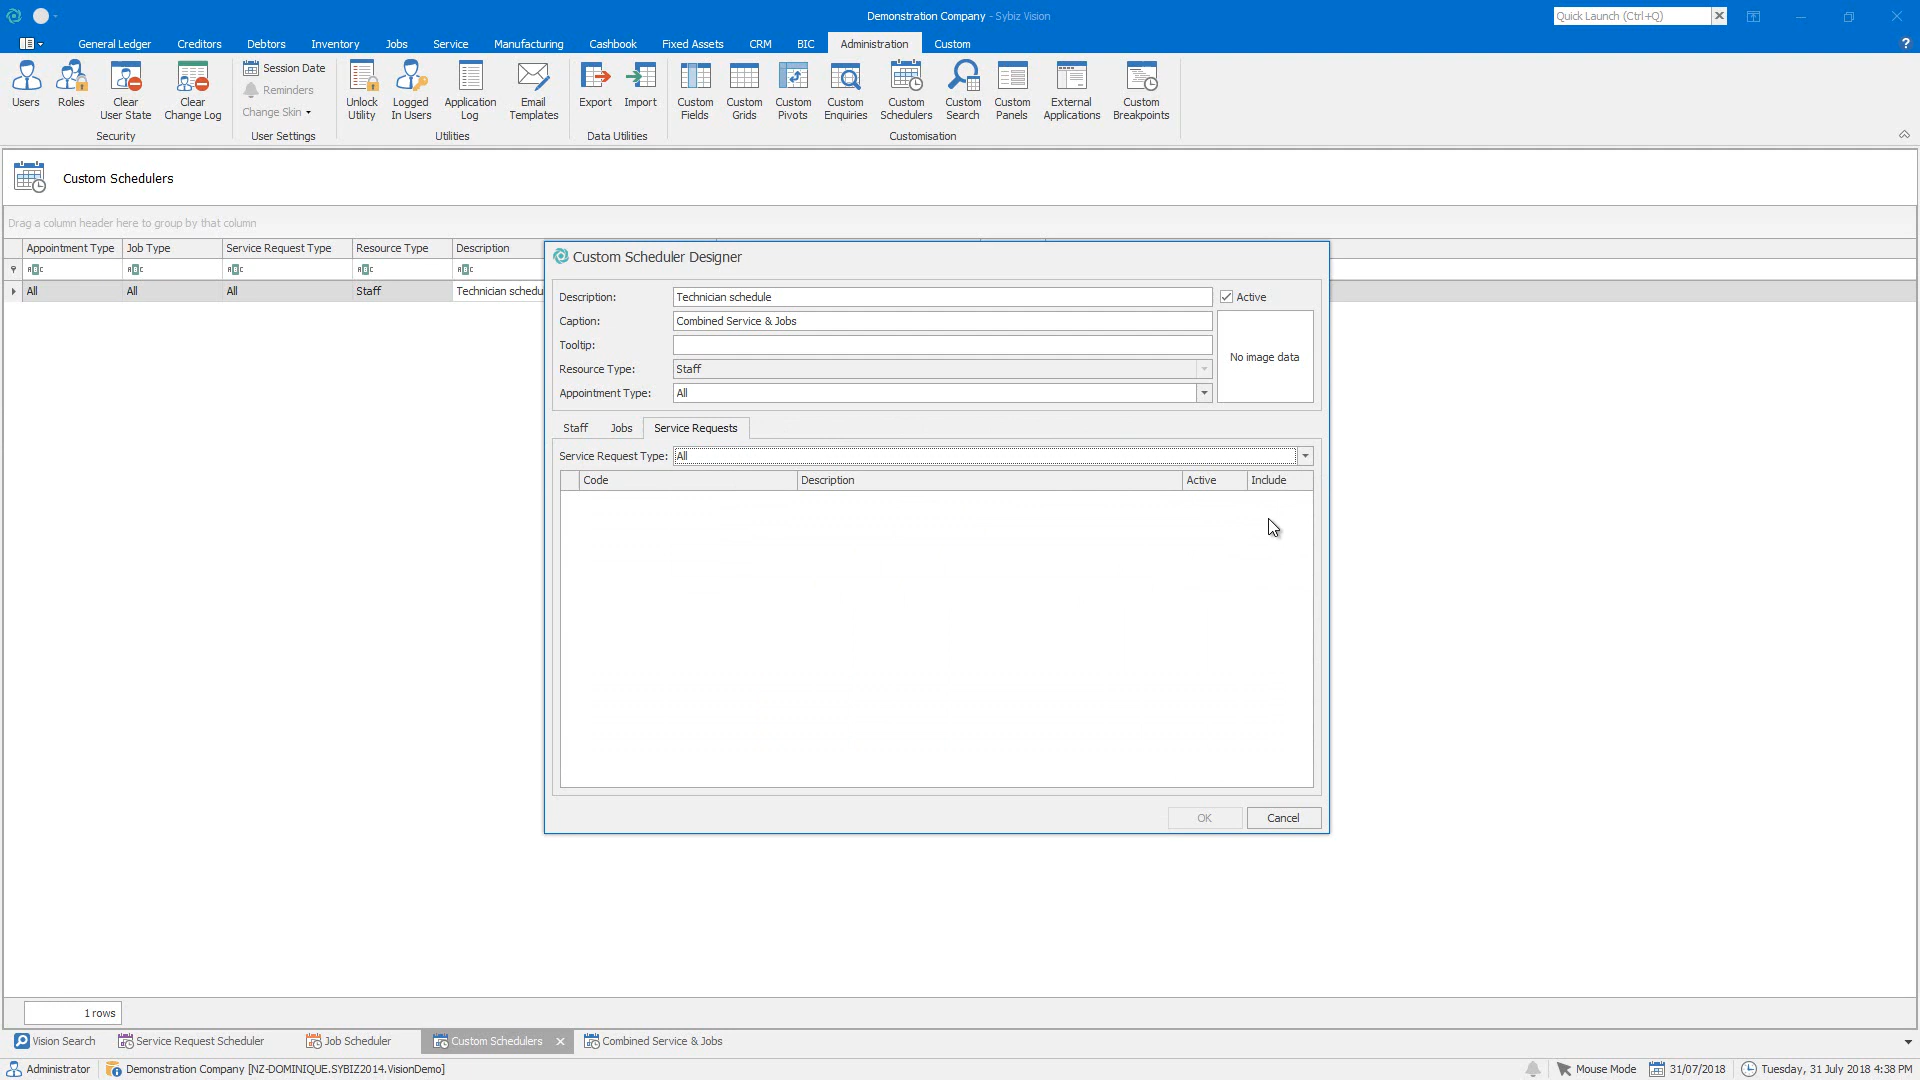 Demonstration Company - Sybiz Vision
Quick Launch (Ctrl+Q)
General Ledger Creditors Debtors Inventory Jobs Service Manufacturing Cashbook Fixed Assets CRM BIC Administration Custom
Users
Roles
Clear User State
Clear Change Log
Security
Session Date
Reminders
Change Skin
User Settings
Unlock Utility
Logged In Users
Application Log
Email Templates
Utilities
Export
Import
Data Utilities
Custom Fields
Custom Grids
Custom Pivots
Custom Enquiries
Custom Schedulers
Custom Search
Custom Panels
External Applications
Custom Breakpoints
Customisation
Custom Schedulers
Drag a column header here to group by that column
Appointment Type Job Type Service Request Type Resource Type Description
All All All Staff Technician schedu
Custom Scheduler Designer
Description: Technician schedule Active
Caption: Combined Service & Jobs
Tooltip:
No image data
Resource Type: Staff
Appointment Type: All
Staff Jobs Service Requests
Service Request Type: All
Code Description Active Include
OK Cancel
1 rows
Vision Search Service Request Scheduler Job Scheduler Custom Schedulers Combined Service & Jobs
Administrator Demonstration Company [NZ-DOMINIQUE.SYBIZ2014.VisionDemo] Mouse Mode 31/07/2018 Tuesday, 31 July 2018 4:38 PM